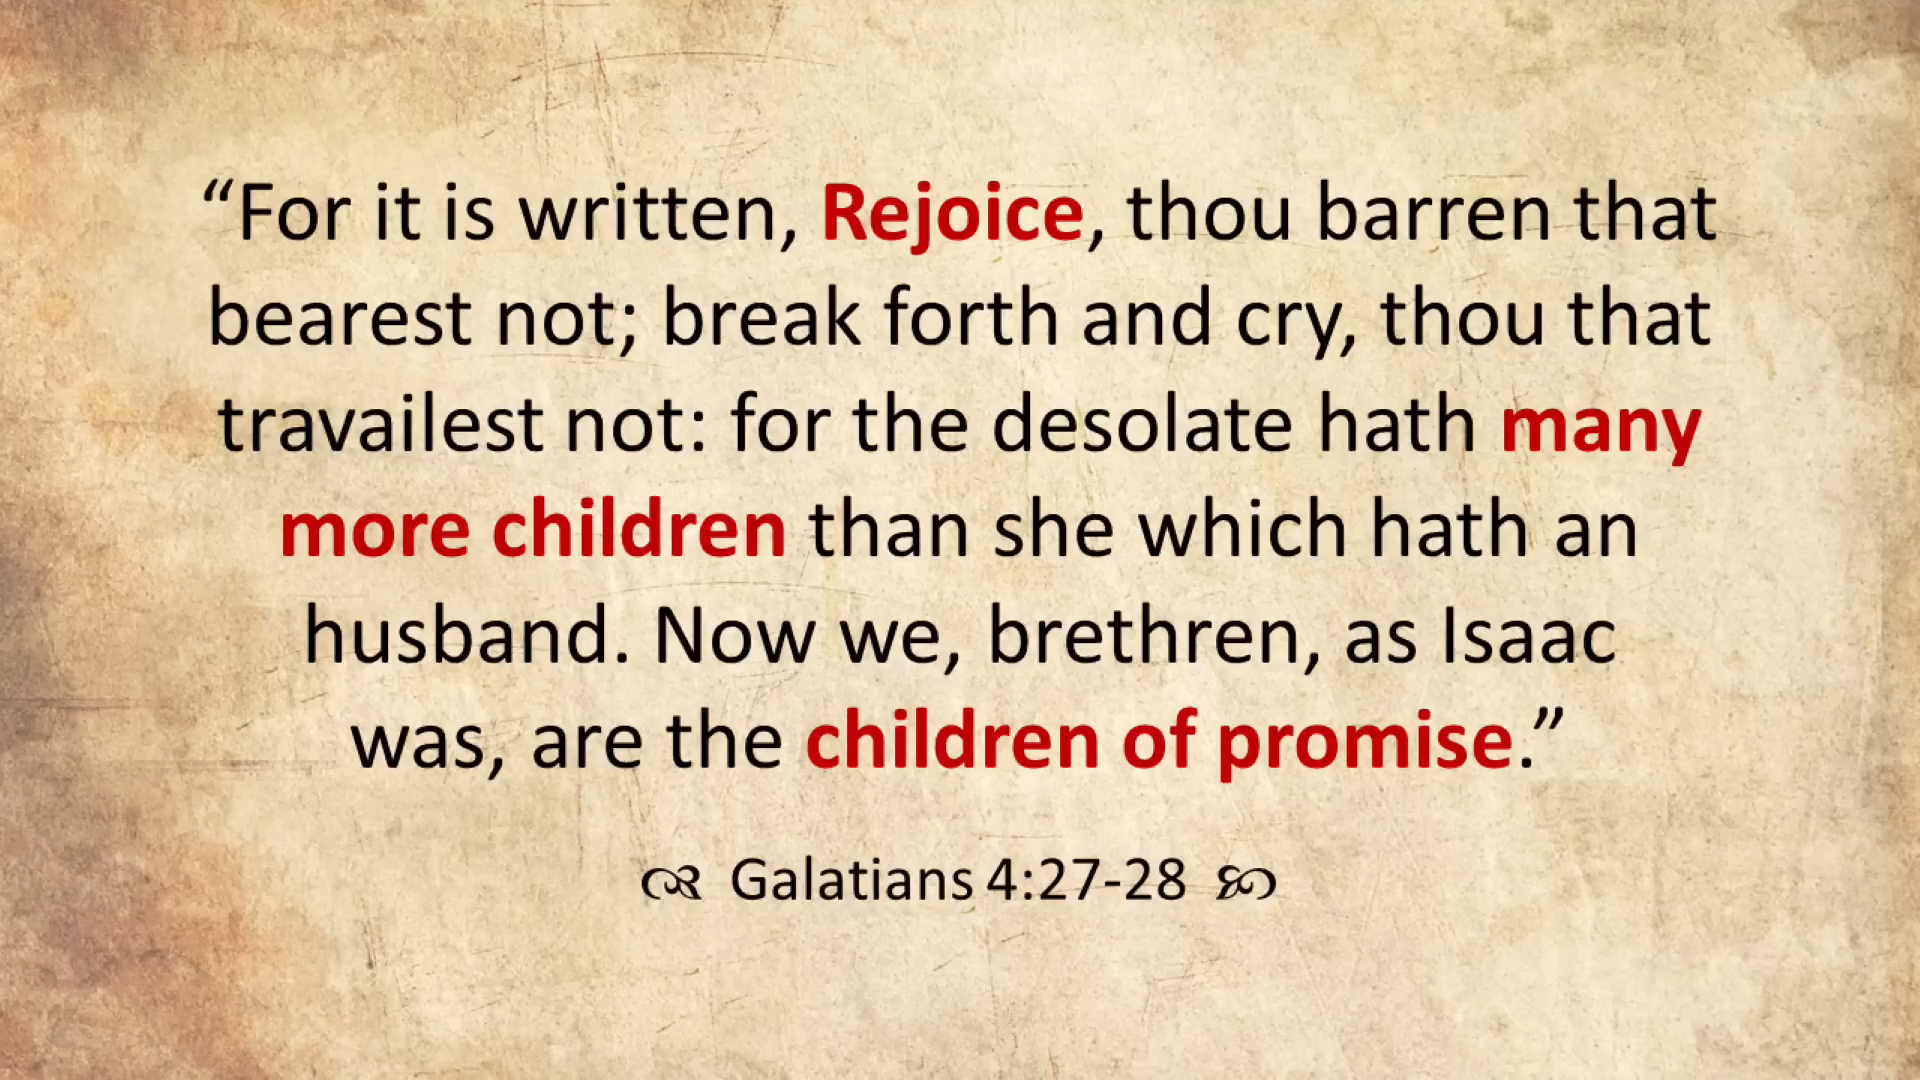 “For it is written, Rejoice, thou barren that
bearest not; break forth and cry, thou that
travailest not: for the desolate hath many
more children than she which hath an
husband. Now we, brethren, as Isaac
was, are the children of promise.”
Galatians 4:27-28